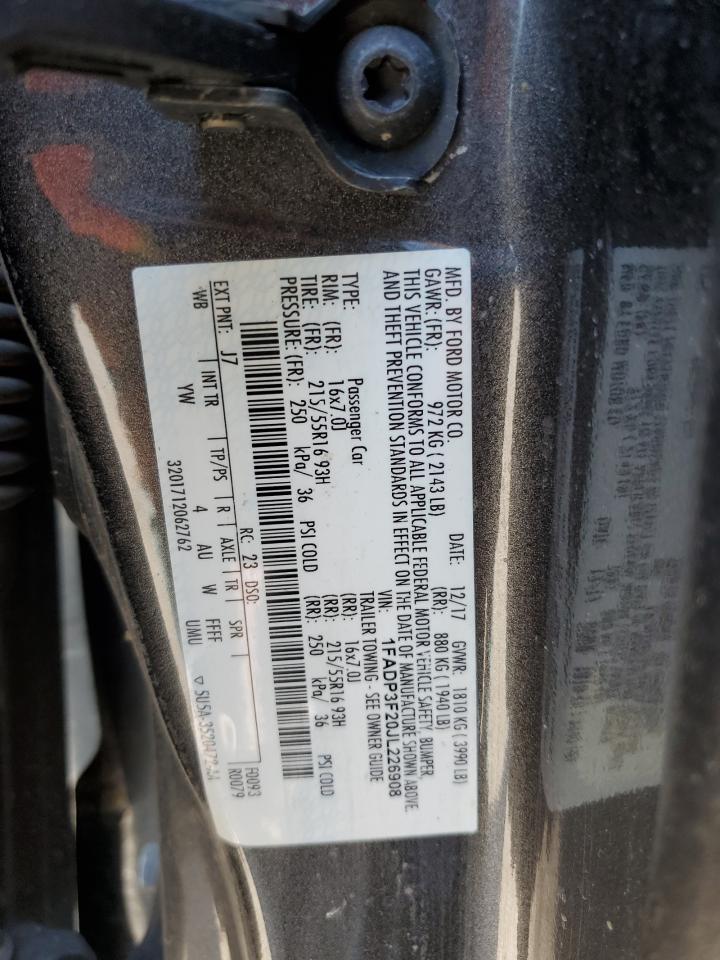 MFD. BY FORD MOTOR CO. DATE: 12/17 GVWR: 1810 KG ( 3990 LB)
GAWR: (FR): 972 KG ( 2143 LB) (RR): 880 KG ( 1940 LB)
THIS VEHICLE CONFORMS TO ALL APPLICABLE FEDERAL MOTOR VEHICLE SAFETY, BUMPER,
AND THEFT PREVENTION STANDARDS IN EFFECT ON THE DATE OF MANUFACTURE SHOWN ABOVE.
VIN: 1FADP3F20JL226908
TYPE: Passenger Car TRAILER TOWING - SEE OWNER GUIDE
RIM: (FR): 16x7.0J (RR): 16x7.0J
TIRE: (FR): 215/55R16 93H (RR): 215/55R16 93H
PRESSURE: (FR): 250 kPa/ 36 PSI COLD (RR): 250 kPa/ 36 PSI COLD
RC: 23 DSO: F0093
EXT PNT: J7 R0079
WB INT TR TP/PS R AXLE TR SPR
YW 4 AU W FFFF UMU
3201712062762